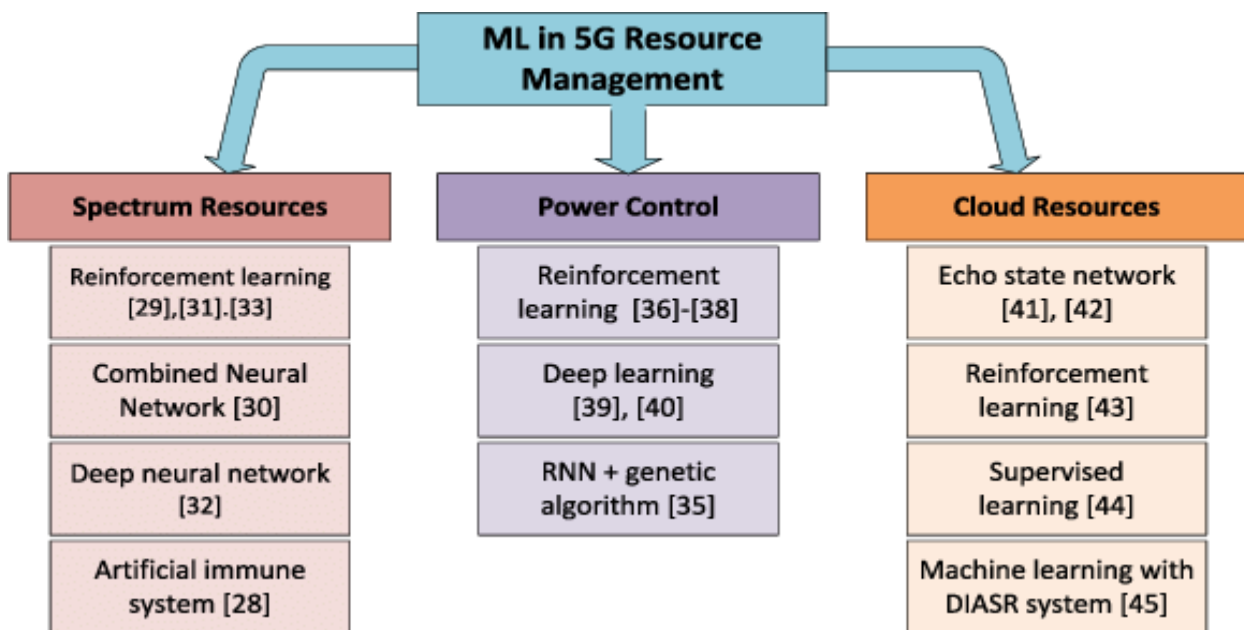 ML in 5G Resource
Management
Spectrum Resources
Reinforcement learning
[29],[31].[33]
Combined Neural
Network [30]
Deep neural network
[32]
Artificial immune
system [28]
Power Control
Reinforcement
learning [36]-[38]
Deep learning
[39], [40]
RNN + genetic
algorithm [35]
Cloud Resources
Echo state network
[41], [42]
Reinforcement
learning [43]
Supervised
learning [44]
Machine learning with
DIASR system [45]